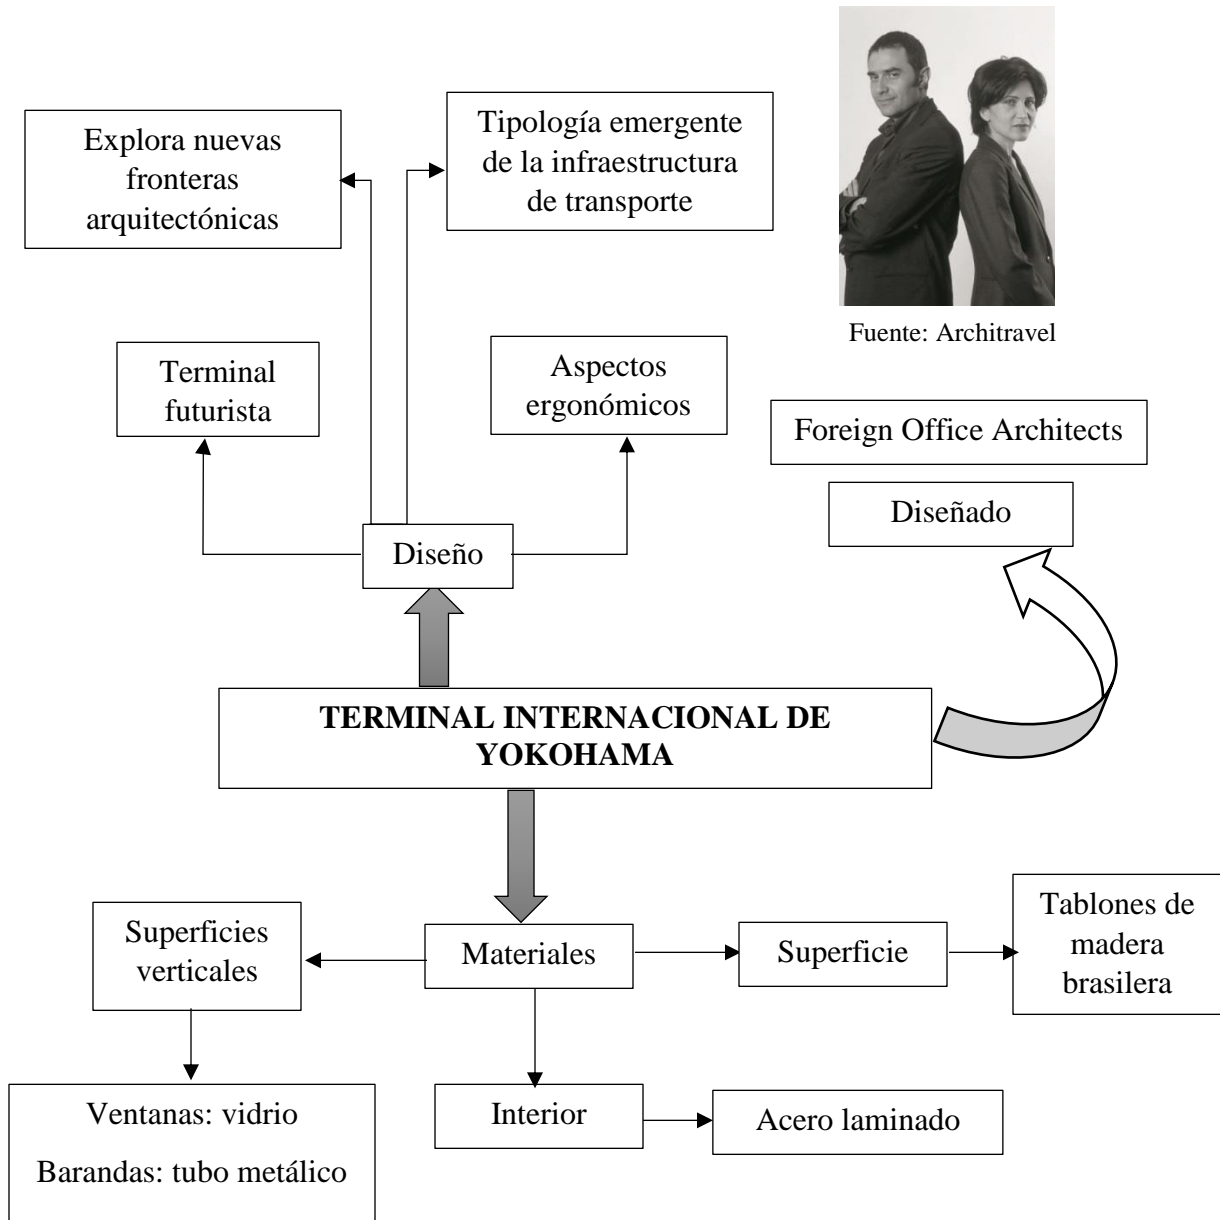 Explora nuevas
fronteras
arquitectónicas
Tipología emergente
de la infraestructura
de transporte
Fuente: Architravel
Terminal
futurista
Aspectos
ergonómicos
Foreign Office Architects
Diseñado
Diseño
TERMINAL INTERNACIONAL DE
YOKOHAMA
Superficies
verticales
Materiales
Superficie
Tablones de
madera
brasilera
Ventanas: vidrio
Barandas: tubo metálico
Interior
Acero laminado